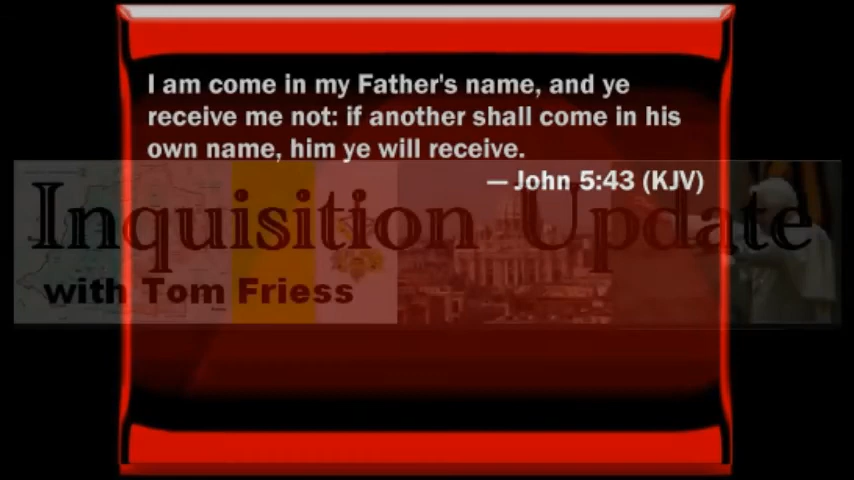 I am come in my Father's name, and ye
receive me not: if another shall come in his
own name, him ye will receive.
— John 5:43 (KJV)
Inquisition Update
with Tom Friess